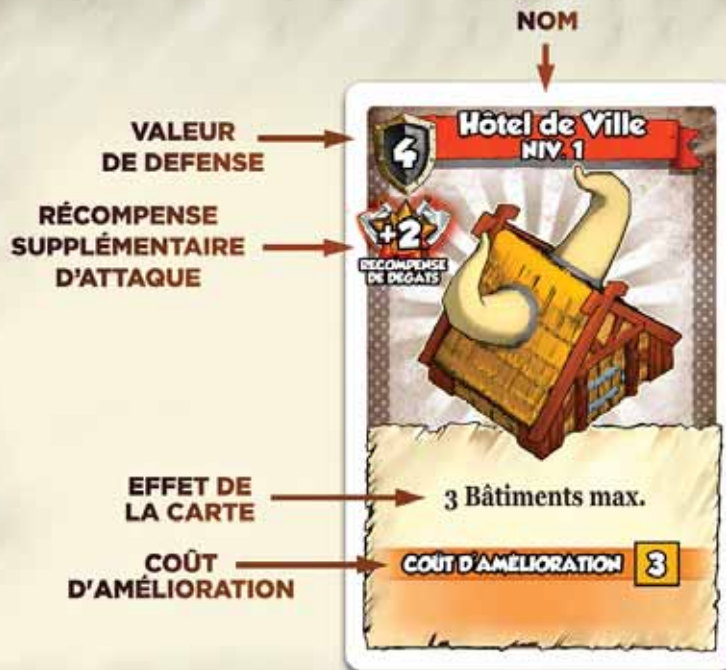 NOM
VALEUR
DE DEFENSE
Hôtel de Ville
NIV. 1
4
RÉCOMPENSE
SUPPLÉMENTAIRE
D'ATTAQUE
+2
RECOMPENSE
DE DEGATS
EFFET DE
LA CARTE
3 Bâtiments max.
COÛT
D'AMÉLIORATION
COÛT D'AMÉLIORATION 3